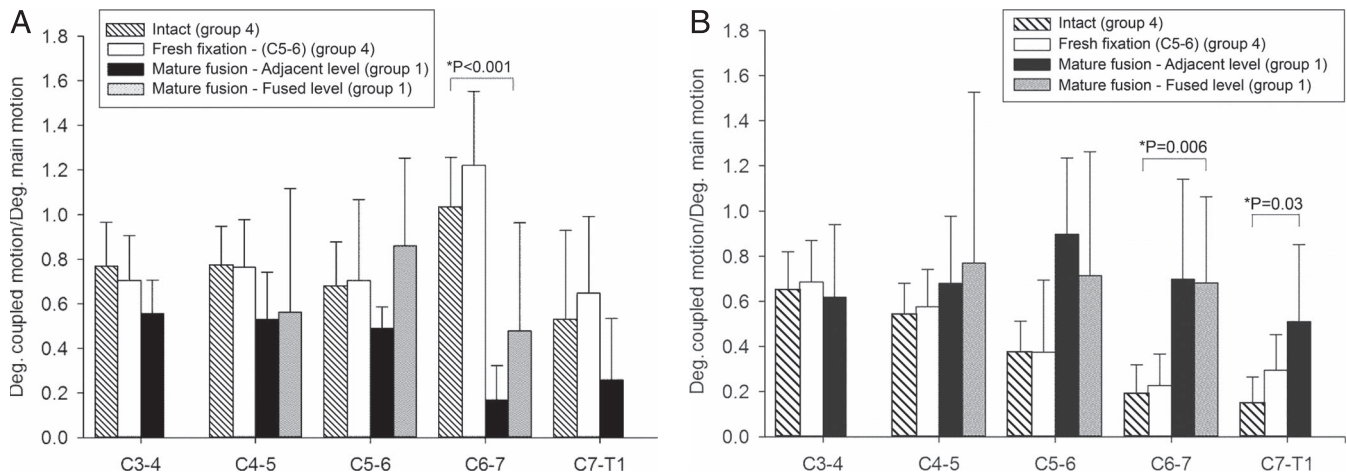 A
Intact (group 4)
Fresh fixation - (C5-6) (group 4)
Mature fusion - Adjacent level (group 1)
Mature fusion - Fused level (group 1)
Deg. coupled motion/Deg. main motion
1.8
1.6
1.4
1.2
1.0
0.8
0.6
0.4
0.2
0.0
*P<0.001
C3-4 C4-5 C5-6 C6-7 C7-T1
B
Intact (group 4)
Fresh fixation (C5-6) (group 4)
Mature fusion - Adjacent level (group 1)
Mature fusion - Fused level (group 1)
Deg. coupled motion/Deg. main motion
1.8
1.6
1.4
1.2
1.0
0.8
0.6
0.4
0.2
0.0
*P=0.006
*P=0.03
C3-4 C4-5 C5-6 C6-7 C7-T1